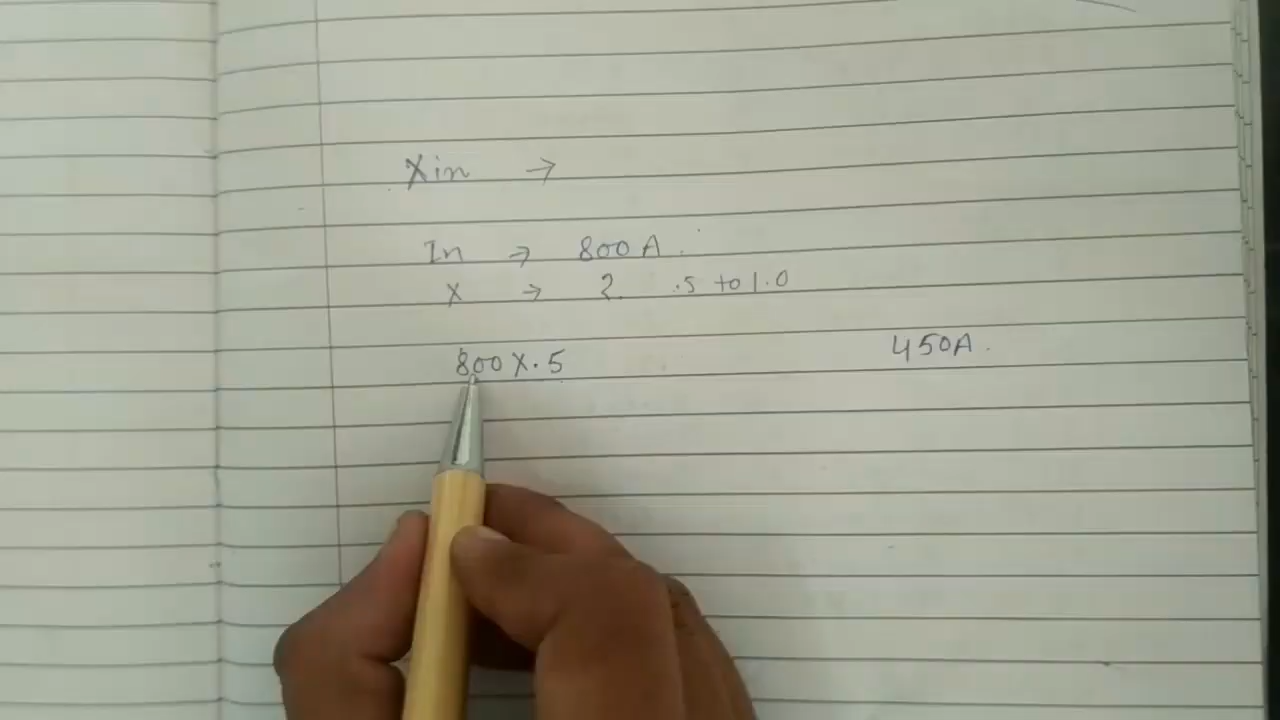 Xin →
In → 800 A.
X → ? .5 to 1.0
800 X .5 450A.